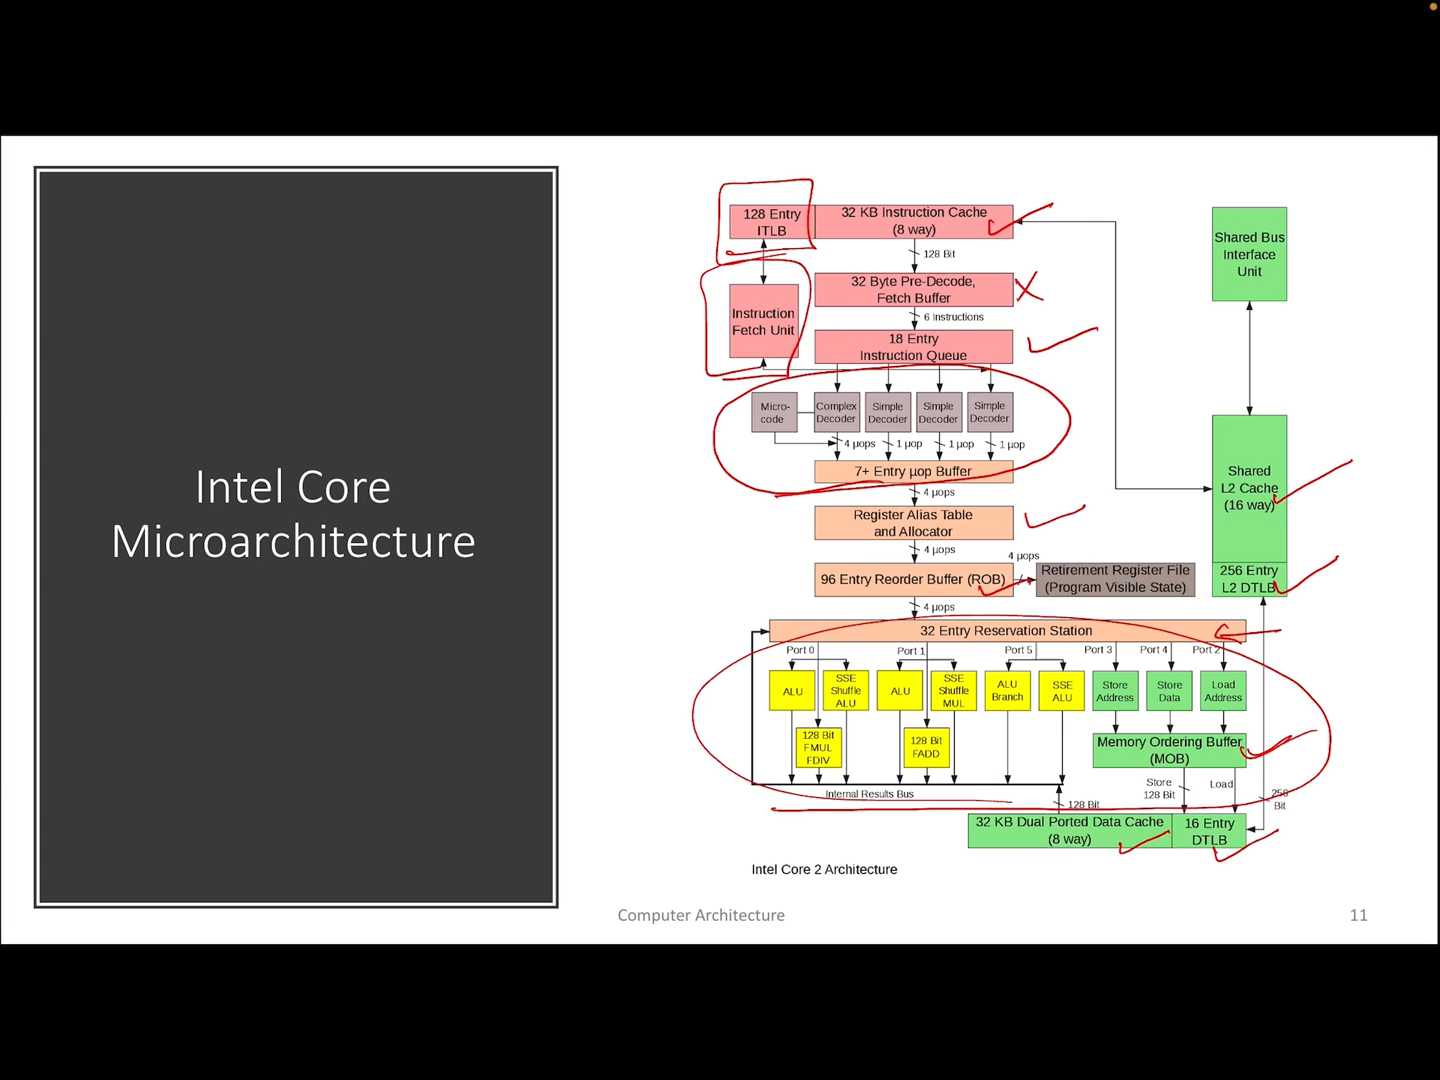 Intel Core
Microarchitecture
128 Entry
ITLB
32 KB Instruction Cache
(8 way)
128 Bit
32 Byte Pre-Decode,
Fetch Buffer
6 Instructions
Instruction
Fetch Unit
18 Entry
Instruction Queue
Micro-
code
Complex
Decoder
Simple
Decoder
Simple
Decoder
Simple
Decoder
4 µops
1 µop
1 µop
1 µop
7+ Entry µop Buffer
4 µops
Register Alias Table
and Allocator
4 µops
4 µops
96 Entry Reorder Buffer (ROB)
Retirement Register File
(Program Visible State)
4 µops
32 Entry Reservation Station
Port 0
Port 1
Port 5
Port 3
Port 4
Port 2
ALU
SSE
Shuffle
ALU
ALU
SSE
Shuffle
MUL
ALU
Branch
SSE
ALU
Store
Address
Store
Data
Load
Address
128 Bit
FMUL
FDIV
128 Bit
FADD
Memory Ordering Buffer
(MOB)
Internal Results Bus
Store
128 Bit
Load
128 Bit
256
Bit
32 KB Dual Ported Data Cache
(8 way)
16 Entry
DTLB
Shared Bus
Interface
Unit
Shared
L2 Cache
(16 way)
256 Entry
L2 DTLB
Intel Core 2 Architecture
Computer Architecture
11